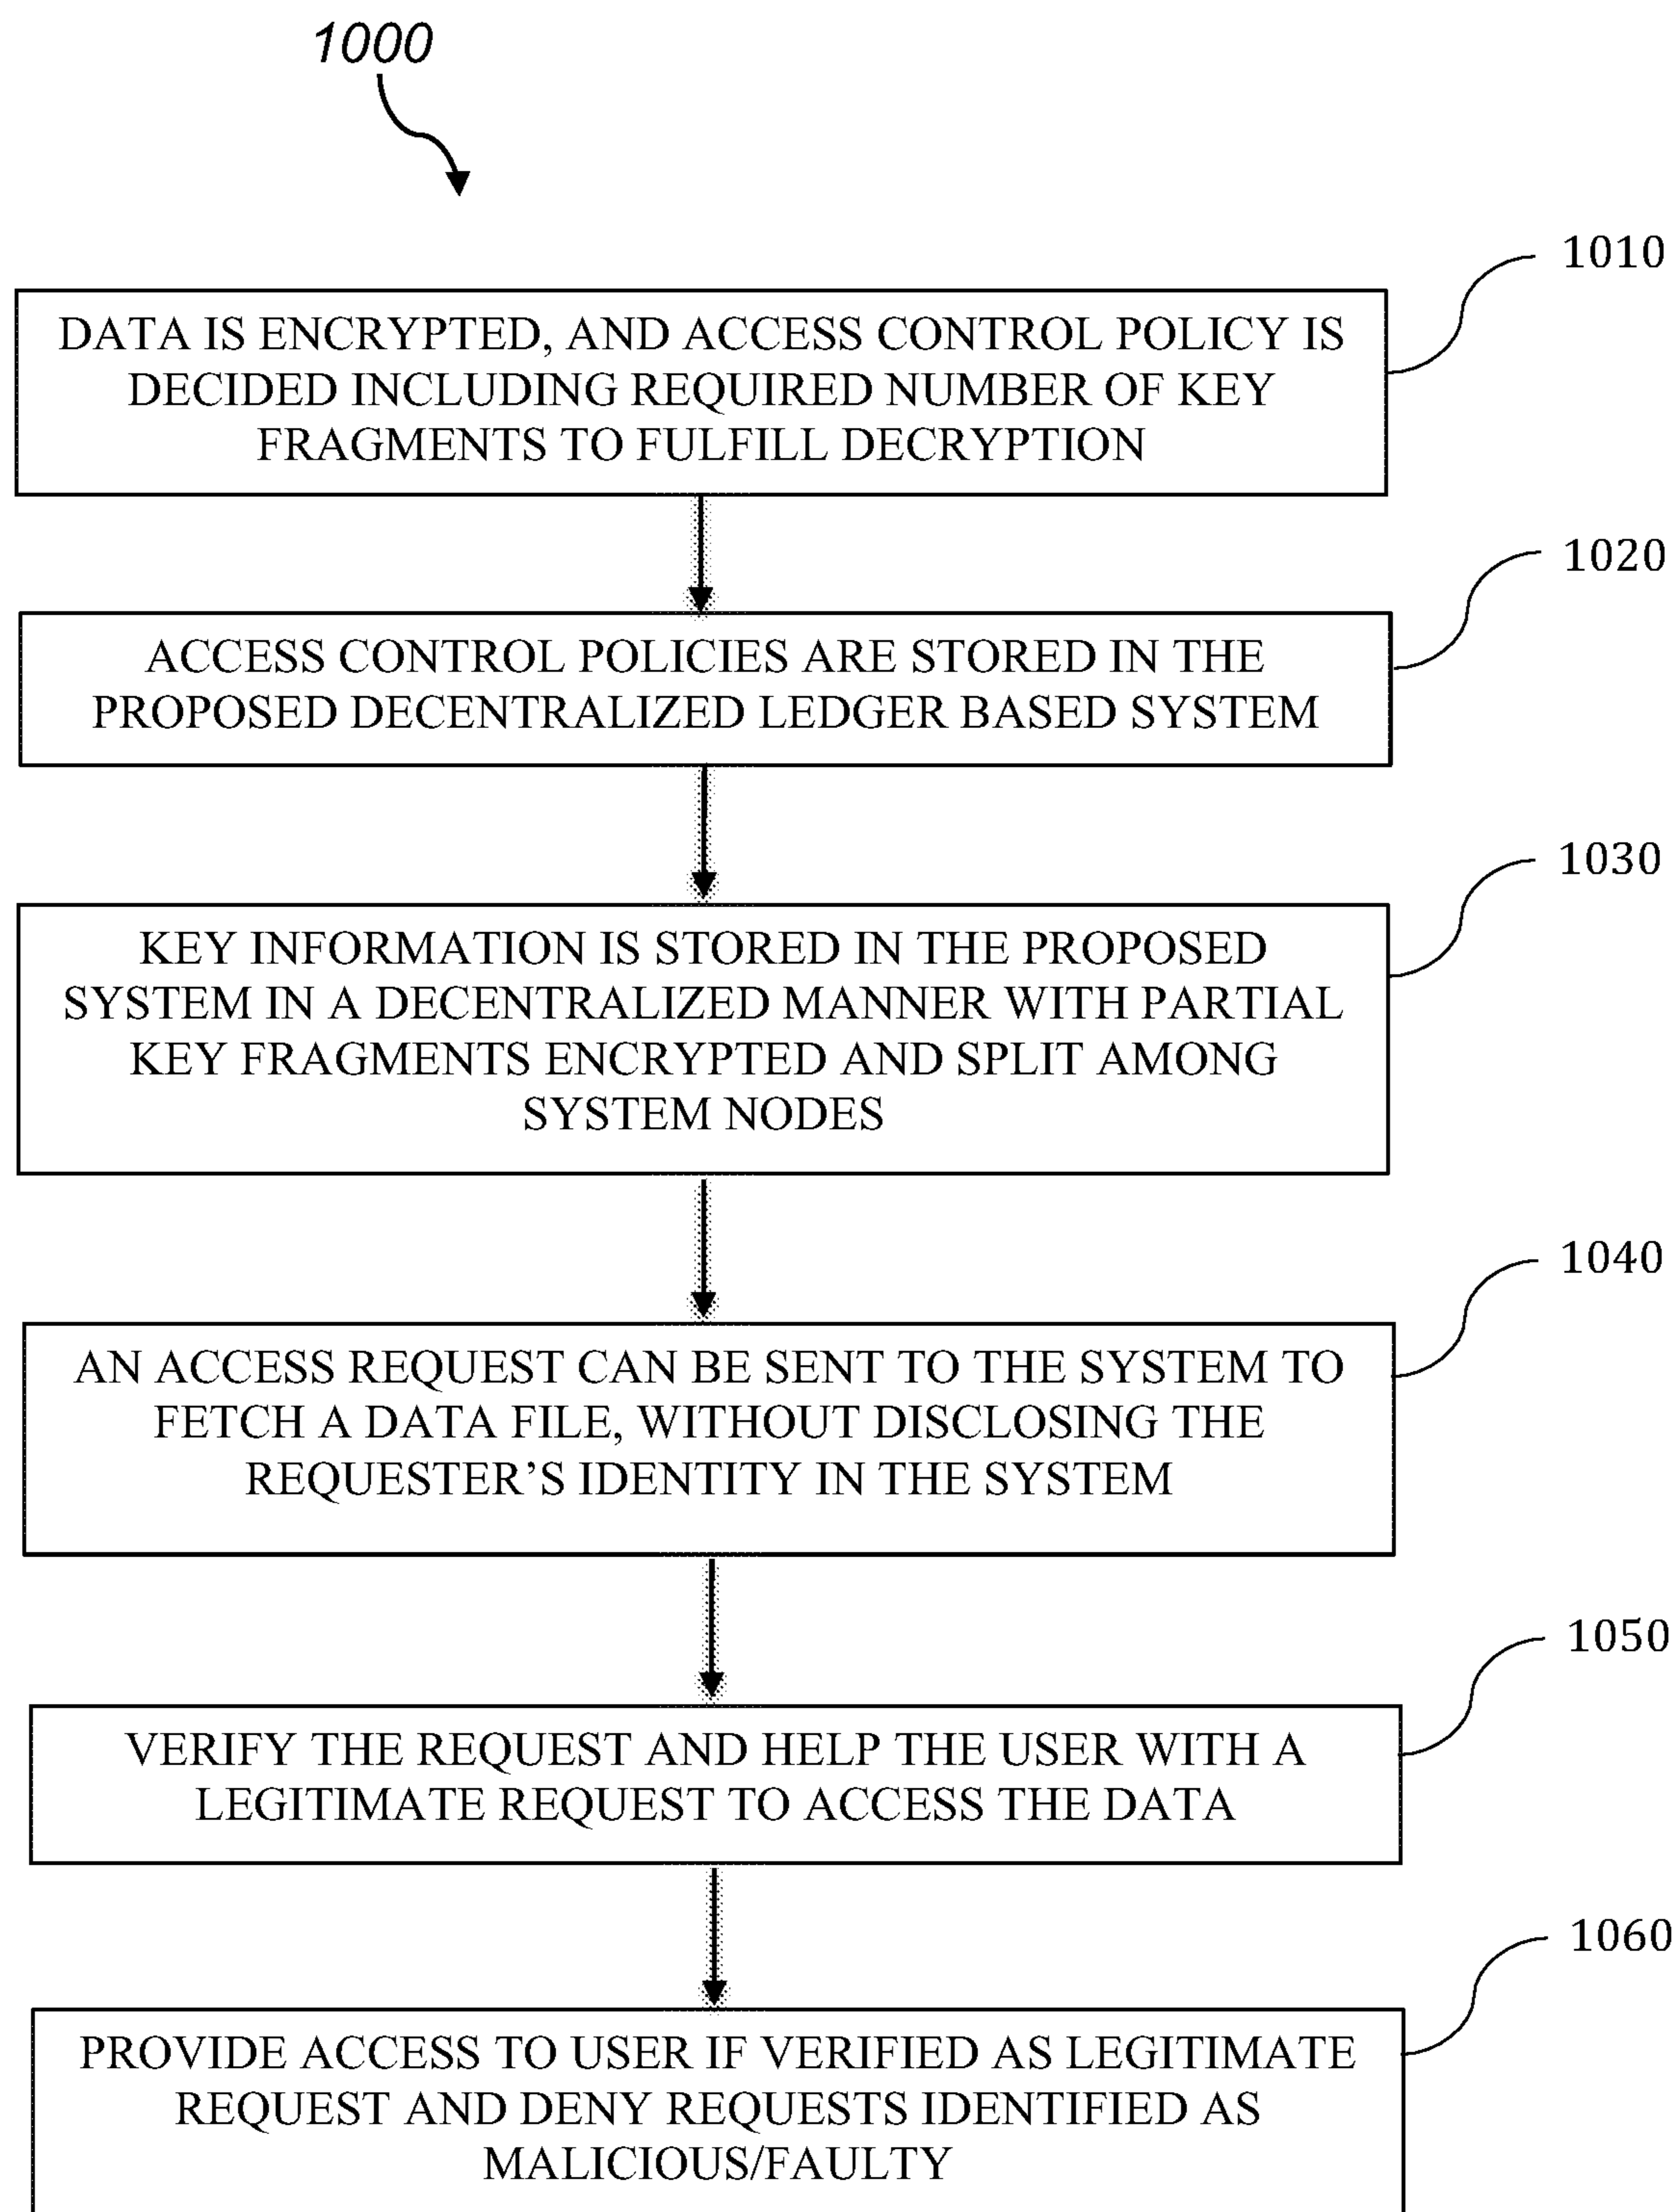 1000
1010
DATA IS ENCRYPTED, AND ACCESS CONTROL POLICY IS
DECIDED INCLUDING REQUIRED NUMBER OF KEY
FRAGMENTS TO FULFILL DECRYPTION
1020
ACCESS CONTROL POLICIES ARE STORED IN THE
PROPOSED DECENTRALIZED LEDGER BASED SYSTEM
1030
KEY INFORMATION IS STORED IN THE PROPOSED
SYSTEM IN A DECENTRALIZED MANNER WITH PARTIAL
KEY FRAGMENTS ENCRYPTED AND SPLIT AMONG
SYSTEM NODES
1040
AN ACCESS REQUEST CAN BE SENT TO THE SYSTEM TO
FETCH A DATA FILE, WITHOUT DISCLOSING THE
REQUESTER’S IDENTITY IN THE SYSTEM
1050
VERIFY THE REQUEST AND HELP THE USER WITH A
LEGITIMATE REQUEST TO ACCESS THE DATA
1060
PROVIDE ACCESS TO USER IF VERIFIED AS LEGITIMATE
REQUEST AND DENY REQUESTS IDENTIFIED AS
MALICIOUS/FAULTY